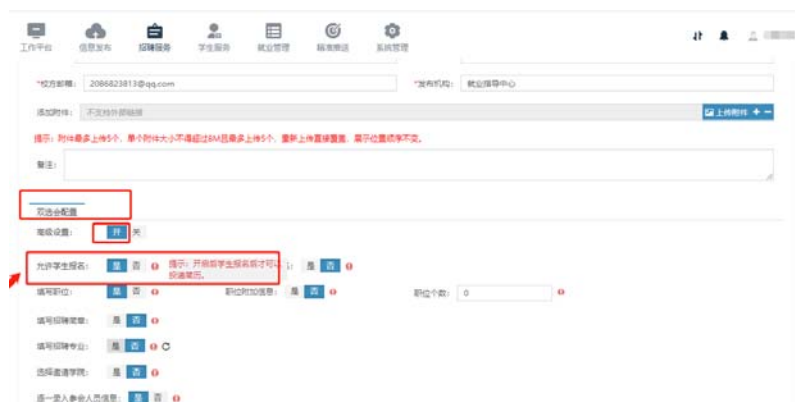 工作平台 信息发布 招聘服务 学生服务 就业管理 精准推送 系统管理
*校方邮箱: 2086823813@qq.com *发布机构: 就业指导中心
添加附件: 不支持外部链接 上传附件
提示: 附件最多上传5个, 单个附件大小不得超过8M且最多上传5个, 重新上传直接覆盖, 展示位置顺序不变。
备注:
双选会配置
高级设置: 开 关
允许学生报名: 是 否 提示: 开启后学生报名后才可以投递简历。 是 否
填写职位: 是 否 职位附加信息: 是 否 职位个数: 0
填写招聘简章: 是 否
填写招聘专业: 是 否
选择邀请学院: 是 否
逐一录入参会人员信息: 是 否